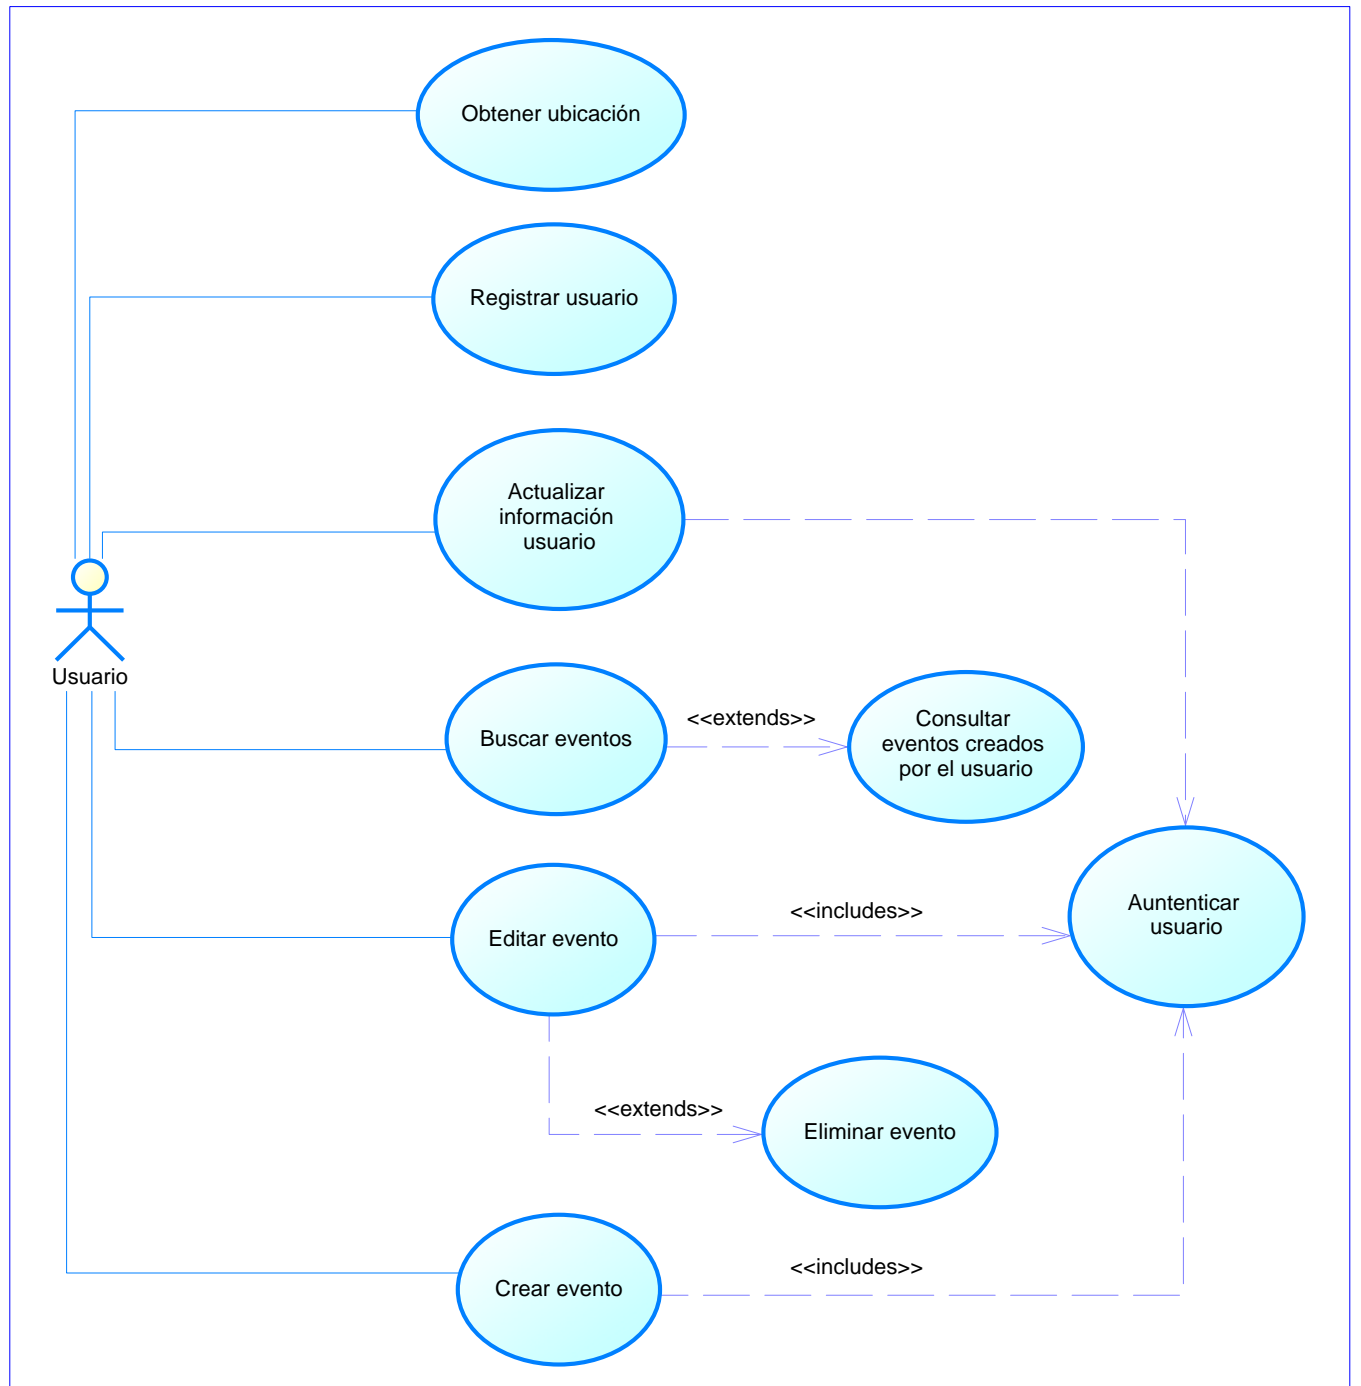 Obtener ubicación
Registrar usuario
Actualizar
información
usuario
Usuario
Buscar eventos
<<extends>>
Consultar
eventos creados
por el usuario
Editar evento
<<includes>>
Auntenticar
usuario
<<extends>>
Eliminar evento
Crear evento
<<includes>>